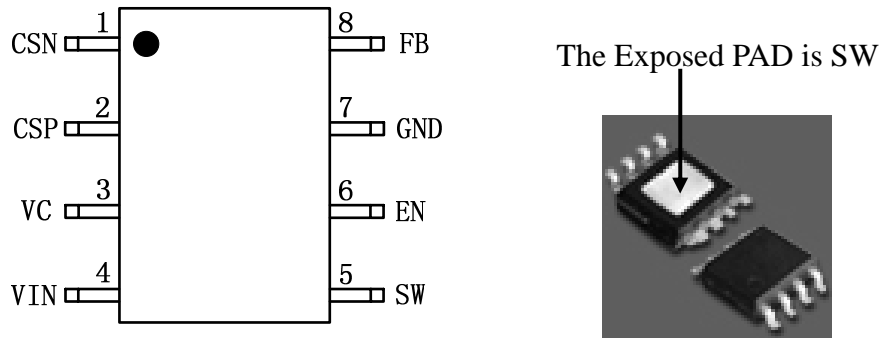 1 8
CSN FB
The Exposed PAD is SW
2 7
CSP GND
3 6
VC EN
4 5
VIN SW